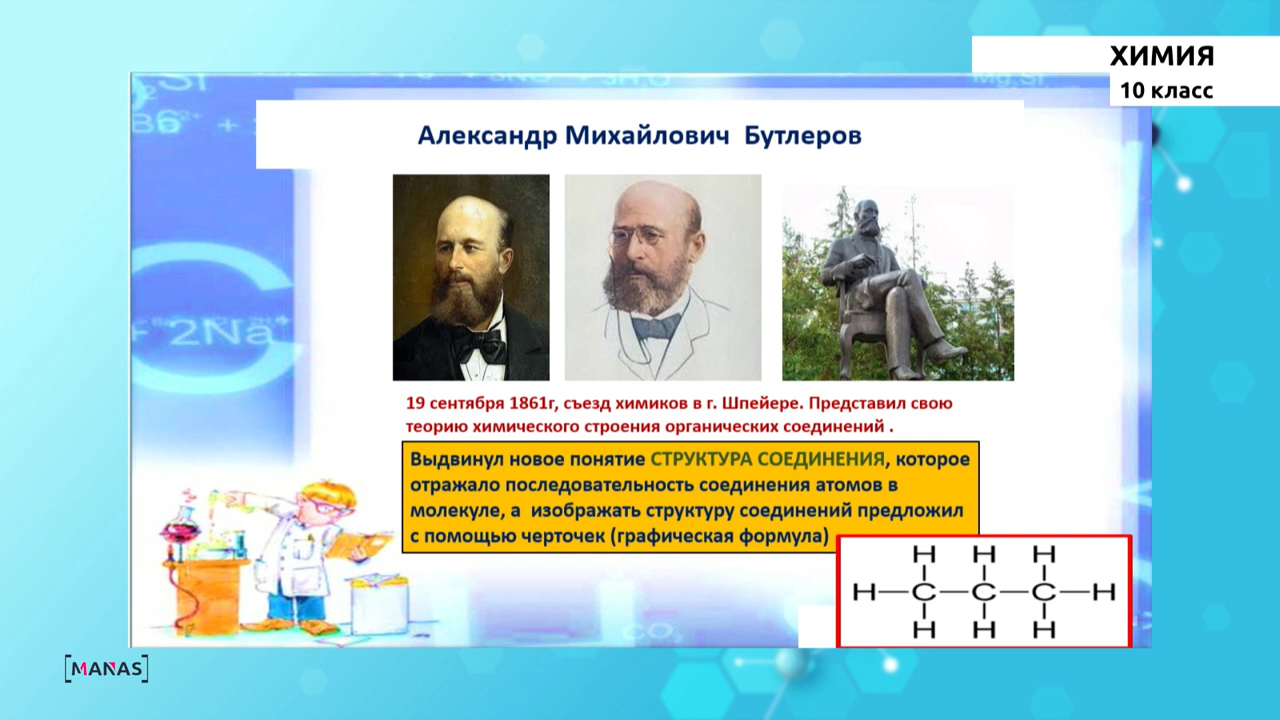 ХИМИЯ
10 класс
Александр Михайлович Бутлеров
19 сентября 1861г, съезд химиков в г. Шпейере. Представил свою
теорию химического строения органических соединений .
Выдвинул новое понятие СТРУКТУРА СОЕДИНЕНИЯ, которое
отражало последовательность соединения атомов в
молекуле, а изображать структуру соединений предложил
с помощью черточек (графическая формула)
H H H
H—C—C—C—H
H H H
+ 2Na⁺
CO₂
[MANAS]